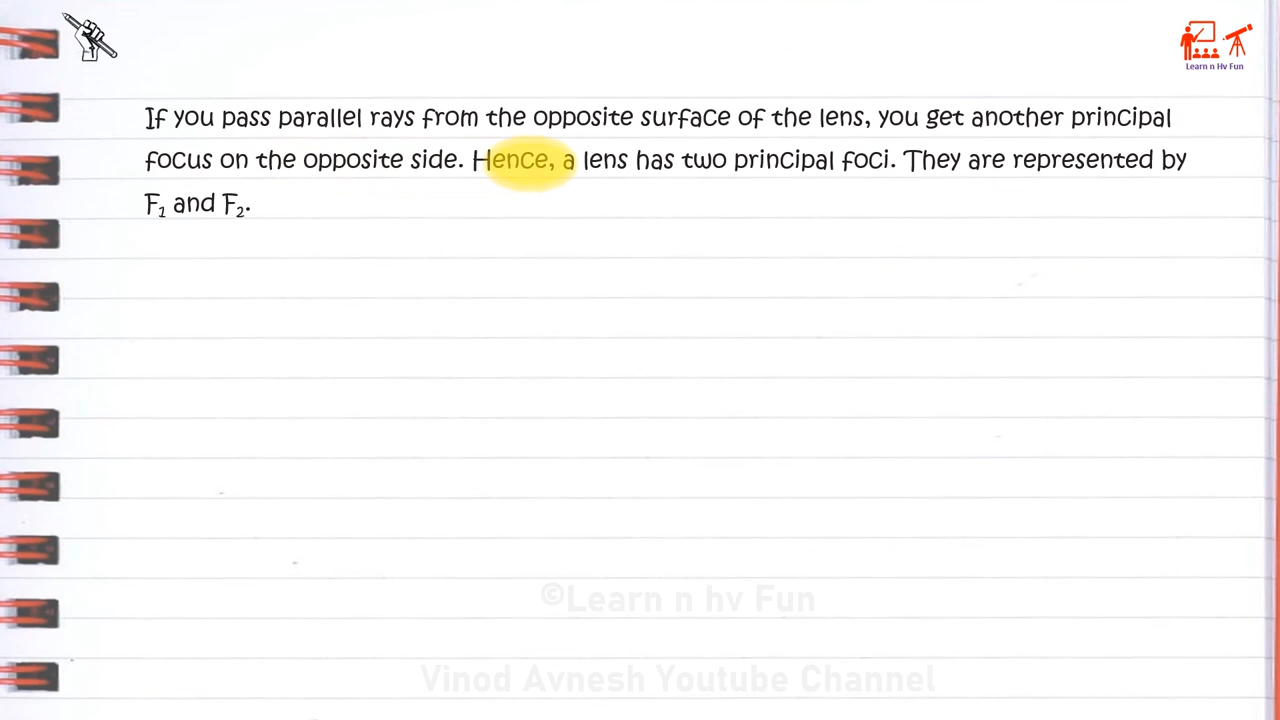 Learn n Hv Fun
If you pass parallel rays from the opposite surface of the lens, you get another principal
focus on the opposite side. Hence, a lens has two principal foci. They are represented by
F₁ and F₂.
©Learn n hv Fun
Vinod Avnesh Youtube Channel